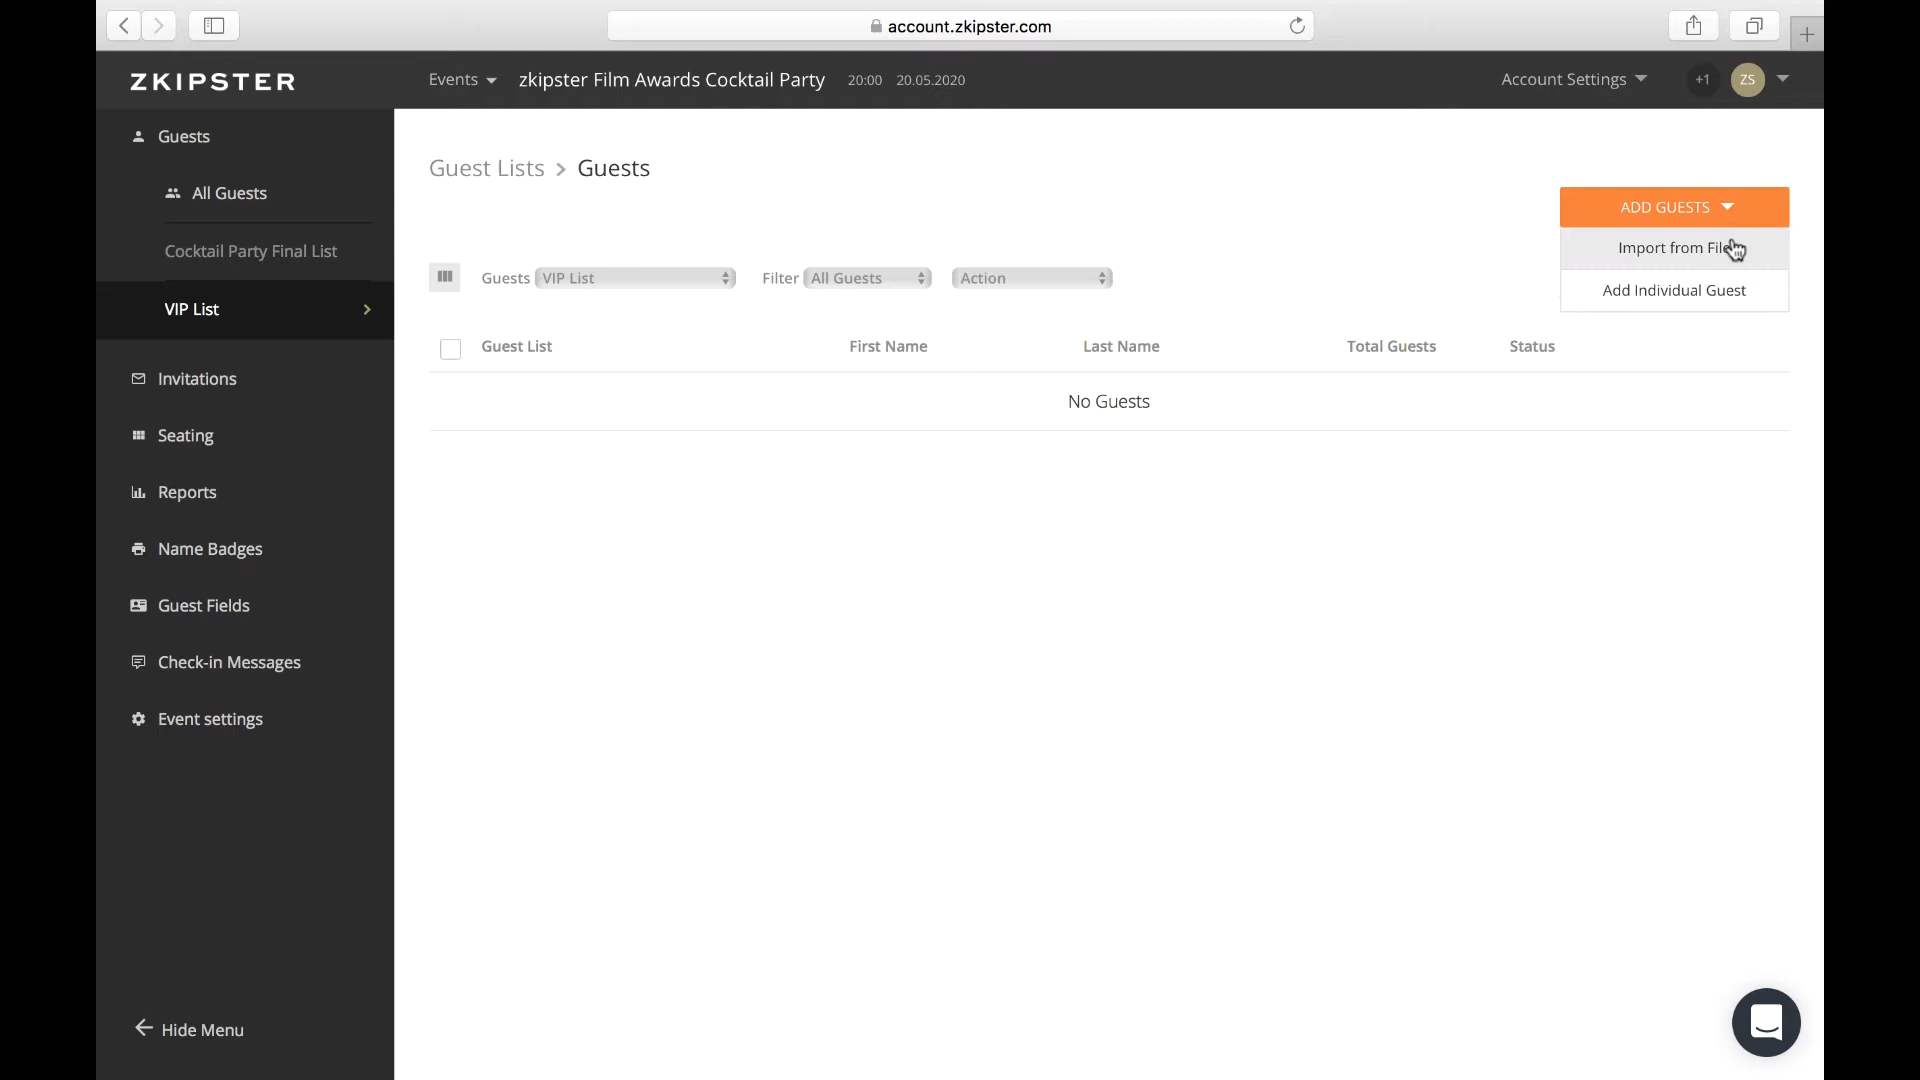 account.zkipster.com
ZKIPSTER
Events
zkipster Film Awards Cocktail Party
20:00 20.05.2020
Account Settings
+1
ZS
Guests
All Guests
Cocktail Party Final List
VIP List
Invitations
Seating
Reports
Name Badges
Guest Fields
Check-in Messages
Event settings
Hide Menu
Guest Lists > Guests
ADD GUESTS
Import from File
Add Individual Guest
Guests VIP List
Filter All Guests
Action
Guest List First Name Last Name Total Guests Status
No Guests